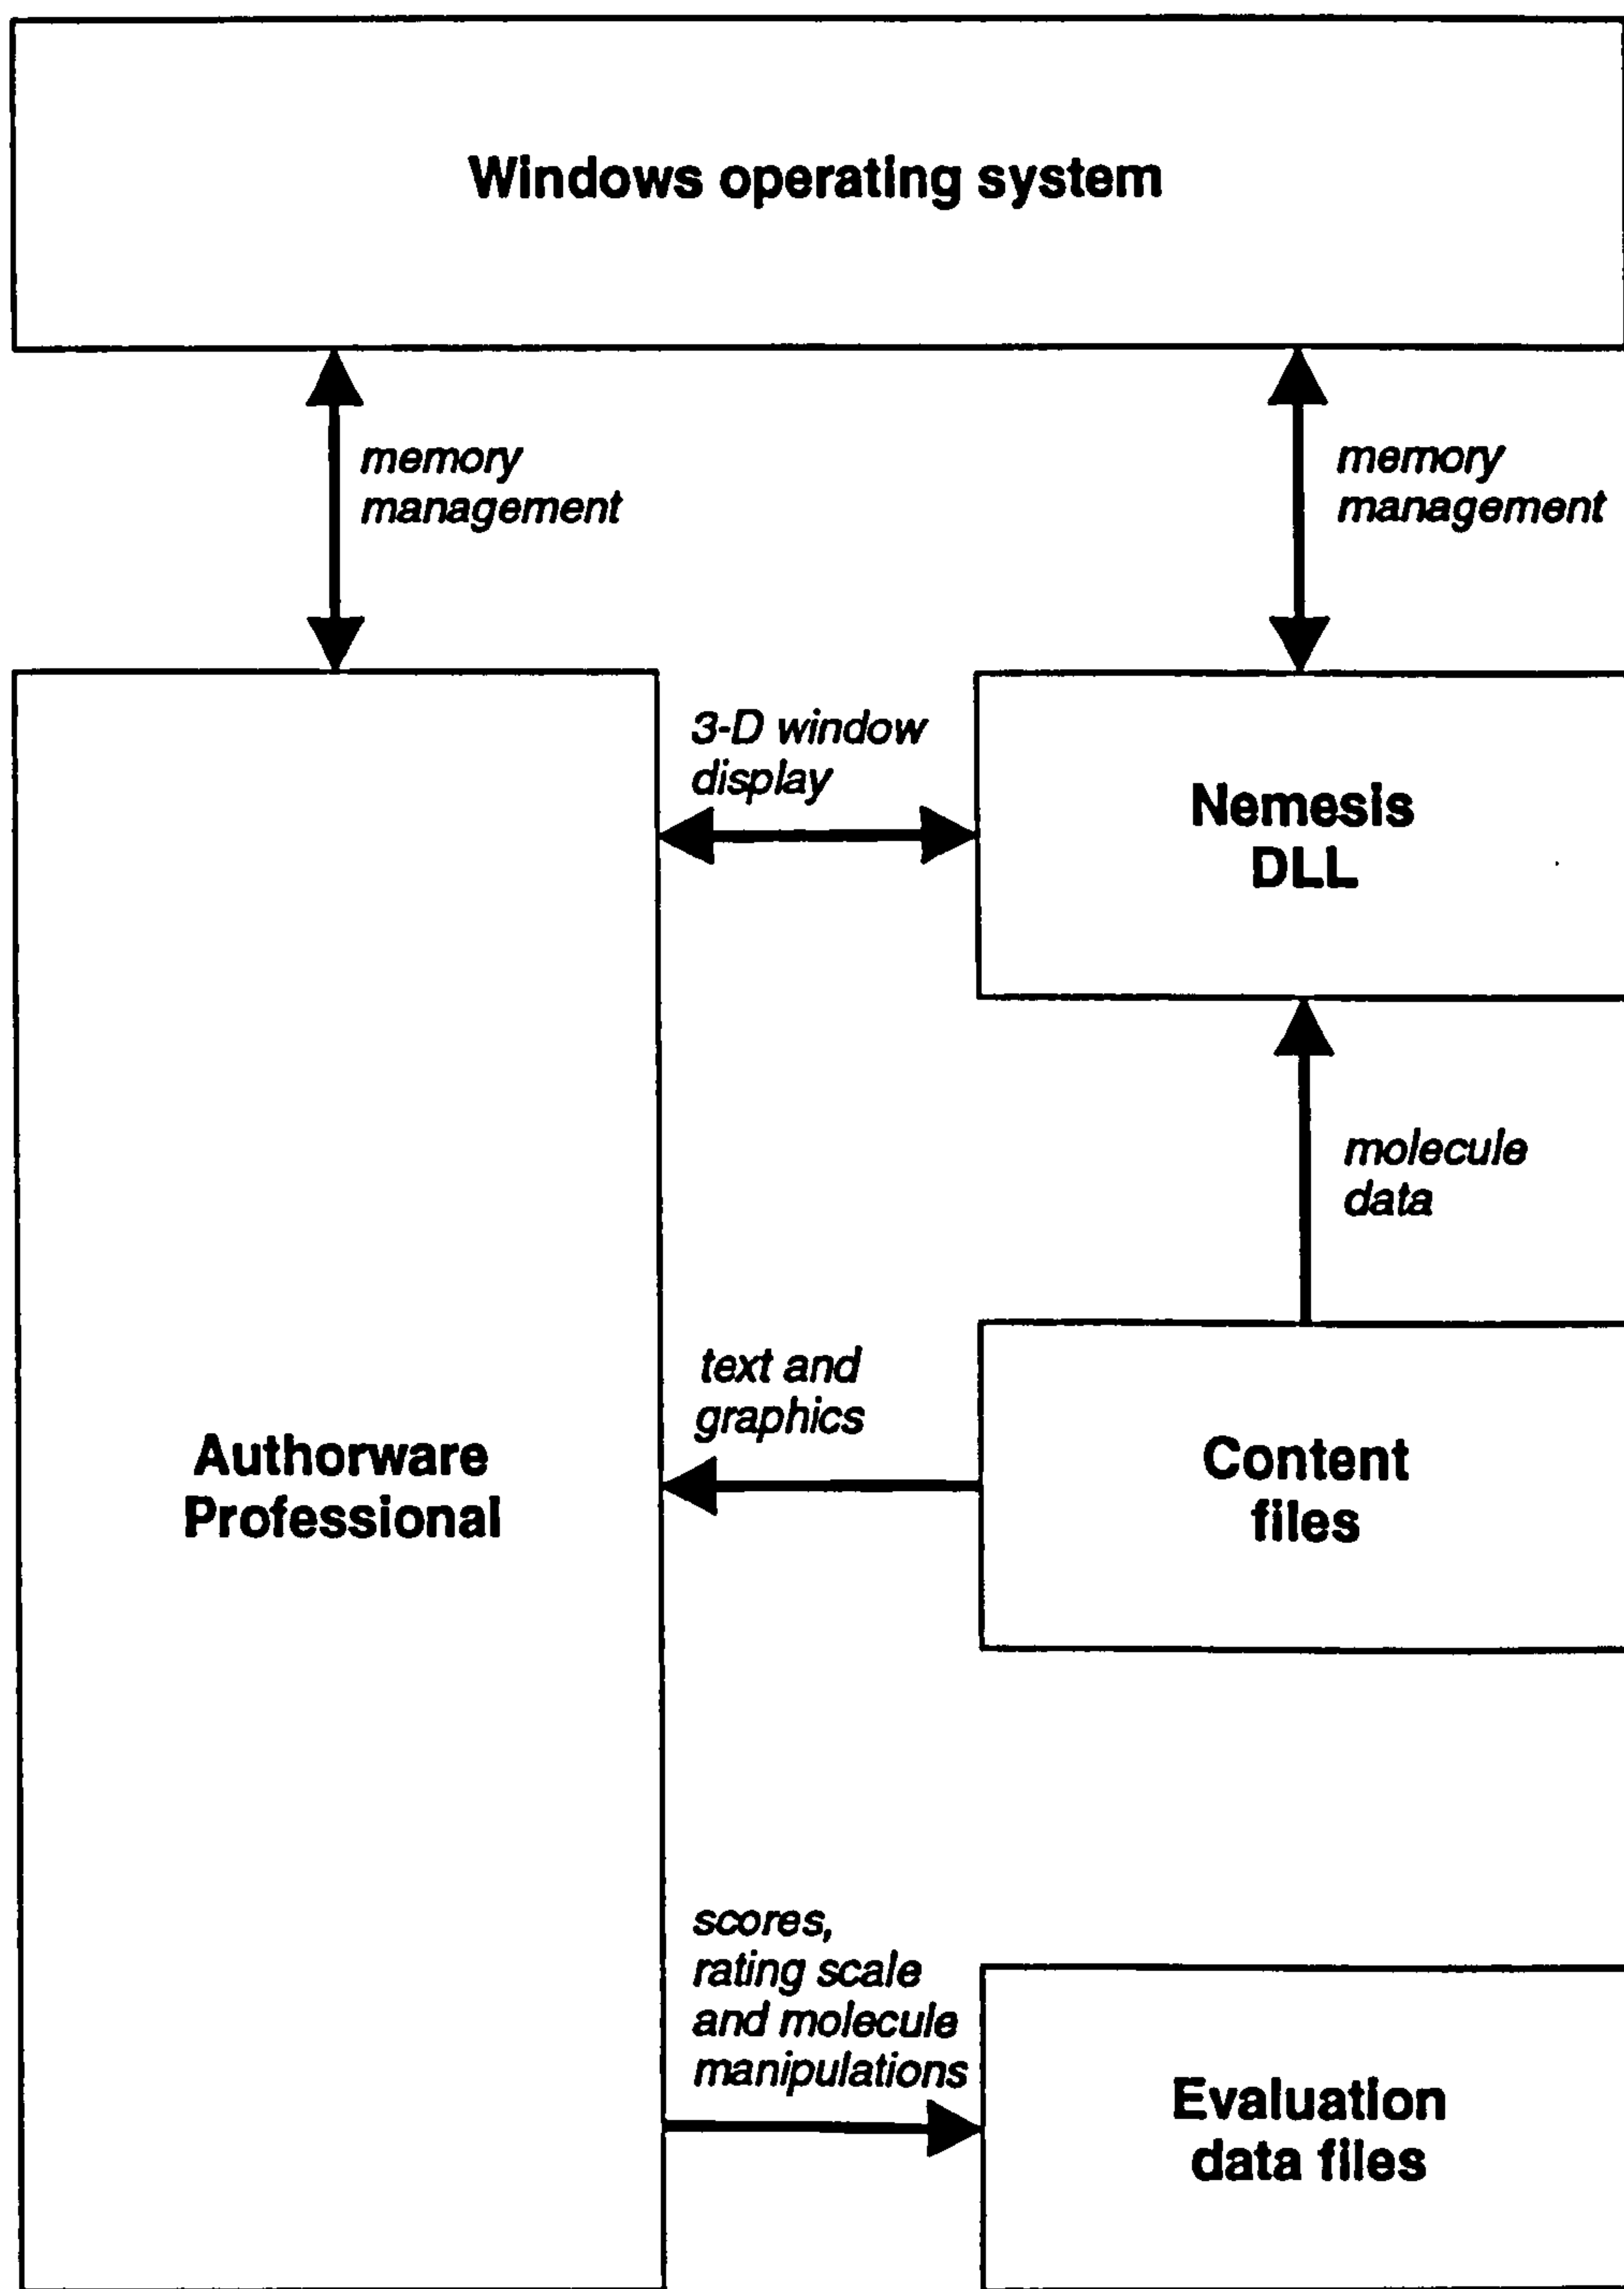 Windows operating system
memory
management
memory
management
3-D window
display
Nemesis
DLL
molecule
data
text and
graphics
Authorware
Professional
Content
files
scores,
rating scale
and molecule
manipulations
Evaluation
data files